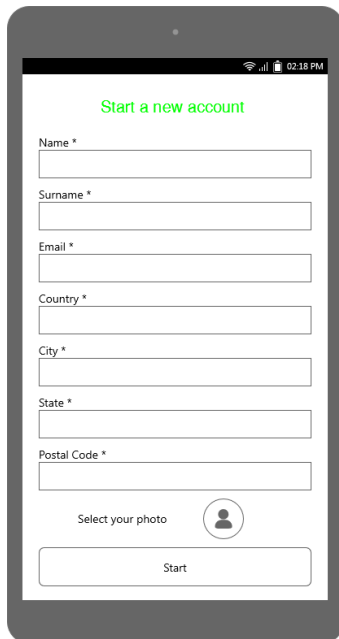 02:18 PM
Start a new account
Name *
Surname *
Email *
Country *
City *
State *
Postal Code *
Select your photo
Start